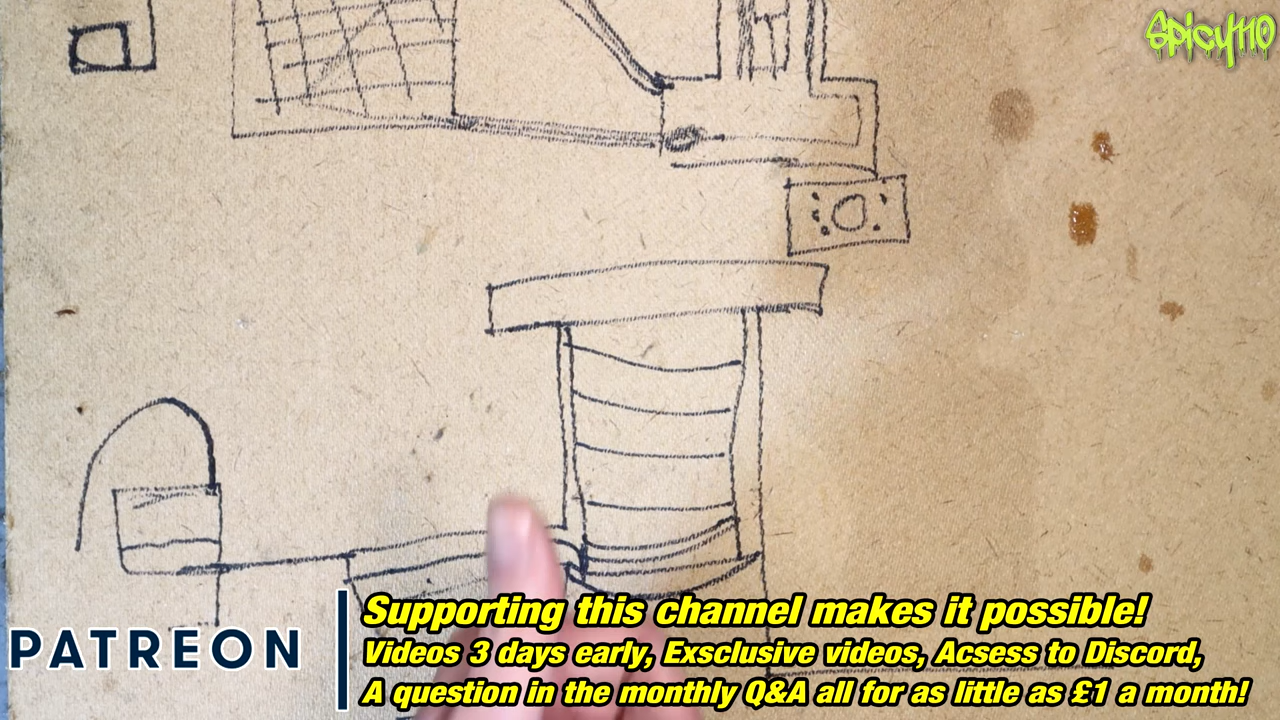 Spicy110
PATREON
Supporting this channel makes it possible!
Videos 3 days early, Exsclusive videos, Acsess to Discord,
A question in the monthly Q&A all for as little as £1 a month!